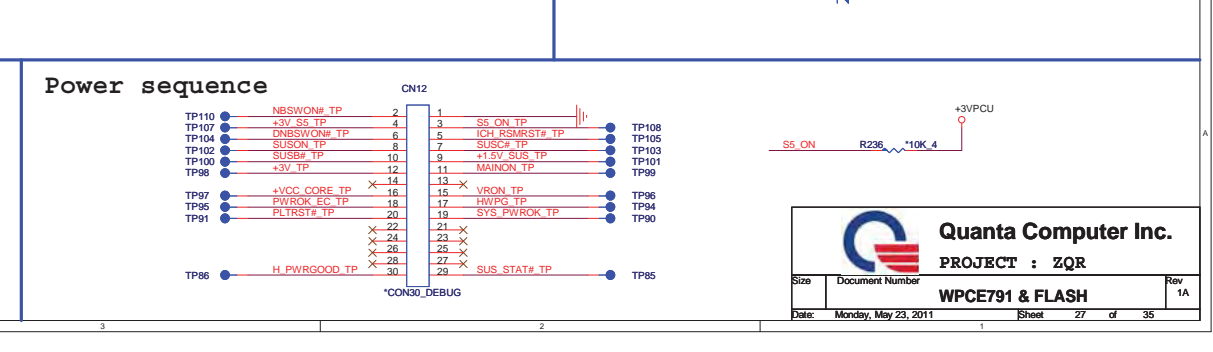 Power sequence
CN12
+3VPCU
TP110 NBSWON#_TP 2 1
TP107 +3V_S5_TP 4 3 S5_ON_TP TP108
TP104 DNBSWON#_TP 6 5 ICH_RSMRST#_TP TP105
TP102 SUSON_TP 8 7 SUSC#_TP TP103
TP100 SUSB#_TP 10 9 +1.5V_SUS_TP TP101
TP98 +3V_TP 12 11 MAINON_TP TP99
14 13
TP97 +VCC_CORE_TP 16 15 VRON_TP TP96
TP95 PWROK_EC_TP 18 17 HWPG_TP TP94
TP91 PLTRST#_TP 20 19 SYS_PWROK_TP TP90
22 21
24 23
26 25
28 27
TP86 H_PWRGOOD_TP 30 29 SUS_STAT#_TP TP85
*CON30_DEBUG
S5_ON R236 *10K_4
A
Quanta Computer Inc.
PROJECT : ZQR
Size Document Number Rev
WPCE791 & FLASH 1A
Date: Monday, May 23, 2011 Sheet 27 of 35
3 2 1